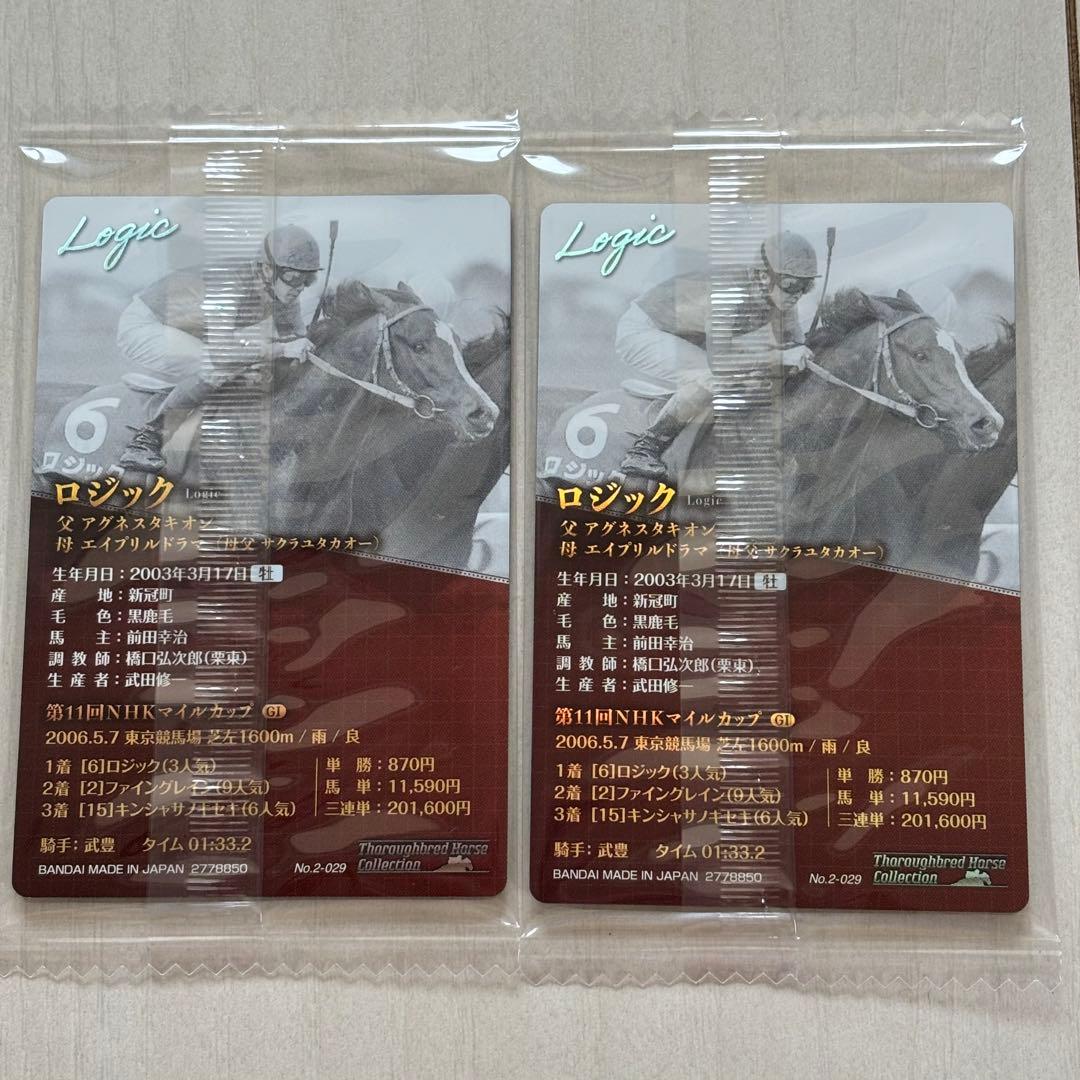 Logic
6
ロジック
ロジック Logic
父 アグネスタキオン
母 エイプリルドラマ (母父 サクラユタカオー)
生年月日：2003年3月17日 牡
産地：新冠町
毛色：黒鹿毛
馬主：前田幸治
調教師：橋口弘次郎(栗東)
生産者：武田修一
第11回NHKマイルカップ GI
2006.5.7 東京競馬場 芝左1600m / 雨 / 良
1着 [6]ロジック(3人気)
2着 [2]ファイングレイン(9人気)
3着 [15]キンシャサノキセキ(6人気)
単勝：870円
馬単：11,590円
三連単：201,600円
騎手：武豊 タイム 01:33.2
BANDAI MADE IN JAPAN 2778850
No.2-029
Thoroughbred Horse
Collection
Logic
6
ロジック
ロジック Logic
父 アグネスタキオン
母 エイプリルドラマ (母父 サクラユタカオー)
生年月日：2003年3月17日 牡
産地：新冠町
毛色：黒鹿毛
馬主：前田幸治
調教師：橋口弘次郎(栗東)
生産者：武田修一
第11回NHKマイルカップ GI
2006.5.7 東京競馬場 芝左1600m / 雨 / 良
1着 [6]ロジック(3人気)
2着 [2]ファイングレイン(9人気)
3着 [15]キンシャサノキセキ(6人気)
単勝：870円
馬単：11,590円
三連単：201,600円
騎手：武豊 タイム 01:33.2
BANDAI MADE IN JAPAN 2778850
No.2-029
Thoroughbred Horse
Collection